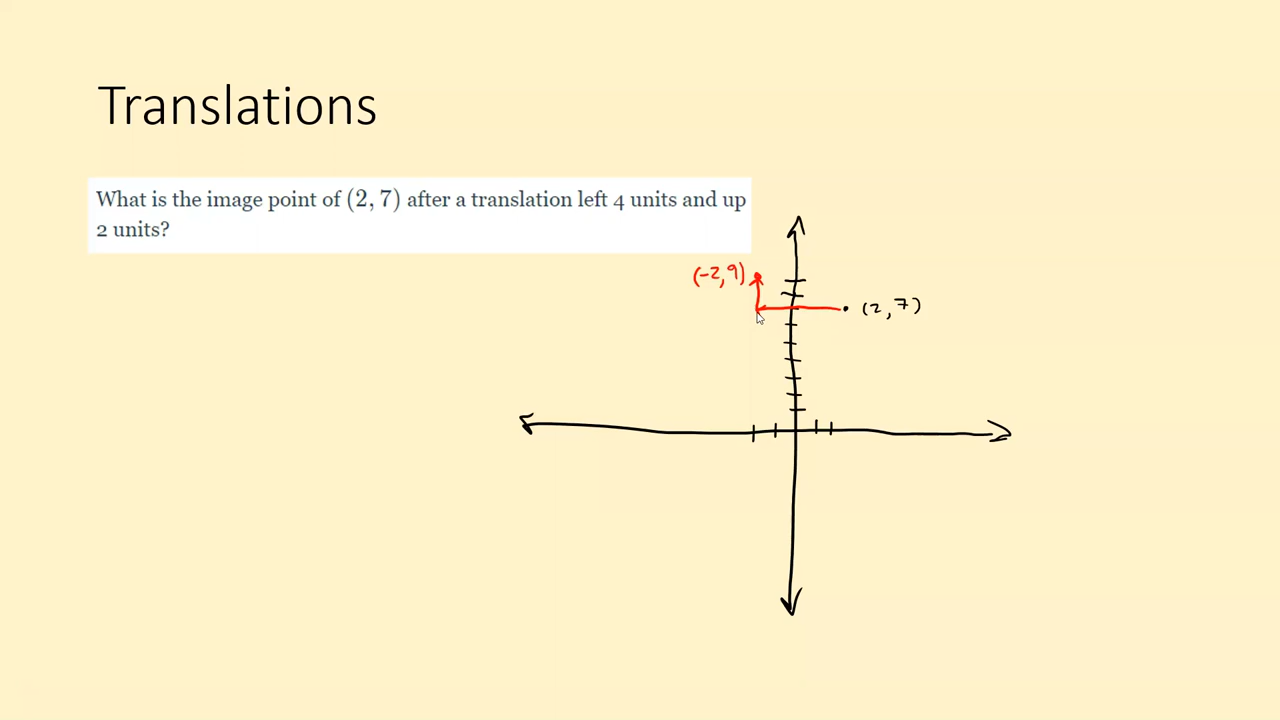 Translations
What is the image point of (2, 7) after a translation left 4 units and up
2 units?
(-2,9)
(2,7)